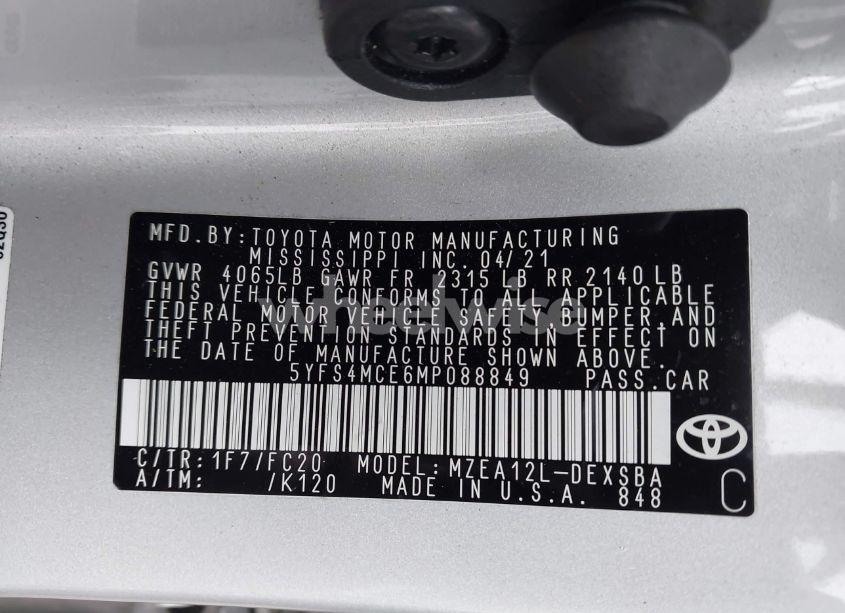 MFD. BY: TOYOTA MOTOR MANUFACTURING
MISSISSIPPI INC. 04/21
GVWR 4065LB GAWR FR 2315 LB RR 2140 LB
THIS VEHICLE CONFORMS TO ALL APPLICABLE
FEDERAL MOTOR VEHICLE SAFETY, BUMPER, AND
THEFT PREVENTION STANDARDS IN EFFECT ON
THE DATE OF MANUFACTURE SHOWN ABOVE.
5YFS4MCE6MP088849 PASS.CAR
C/TR: 1F7/FC20 MODEL: MZEA12L-DEXSBA
A/TM: /K120 MADE IN U.S.A. 848
C
wheelwise